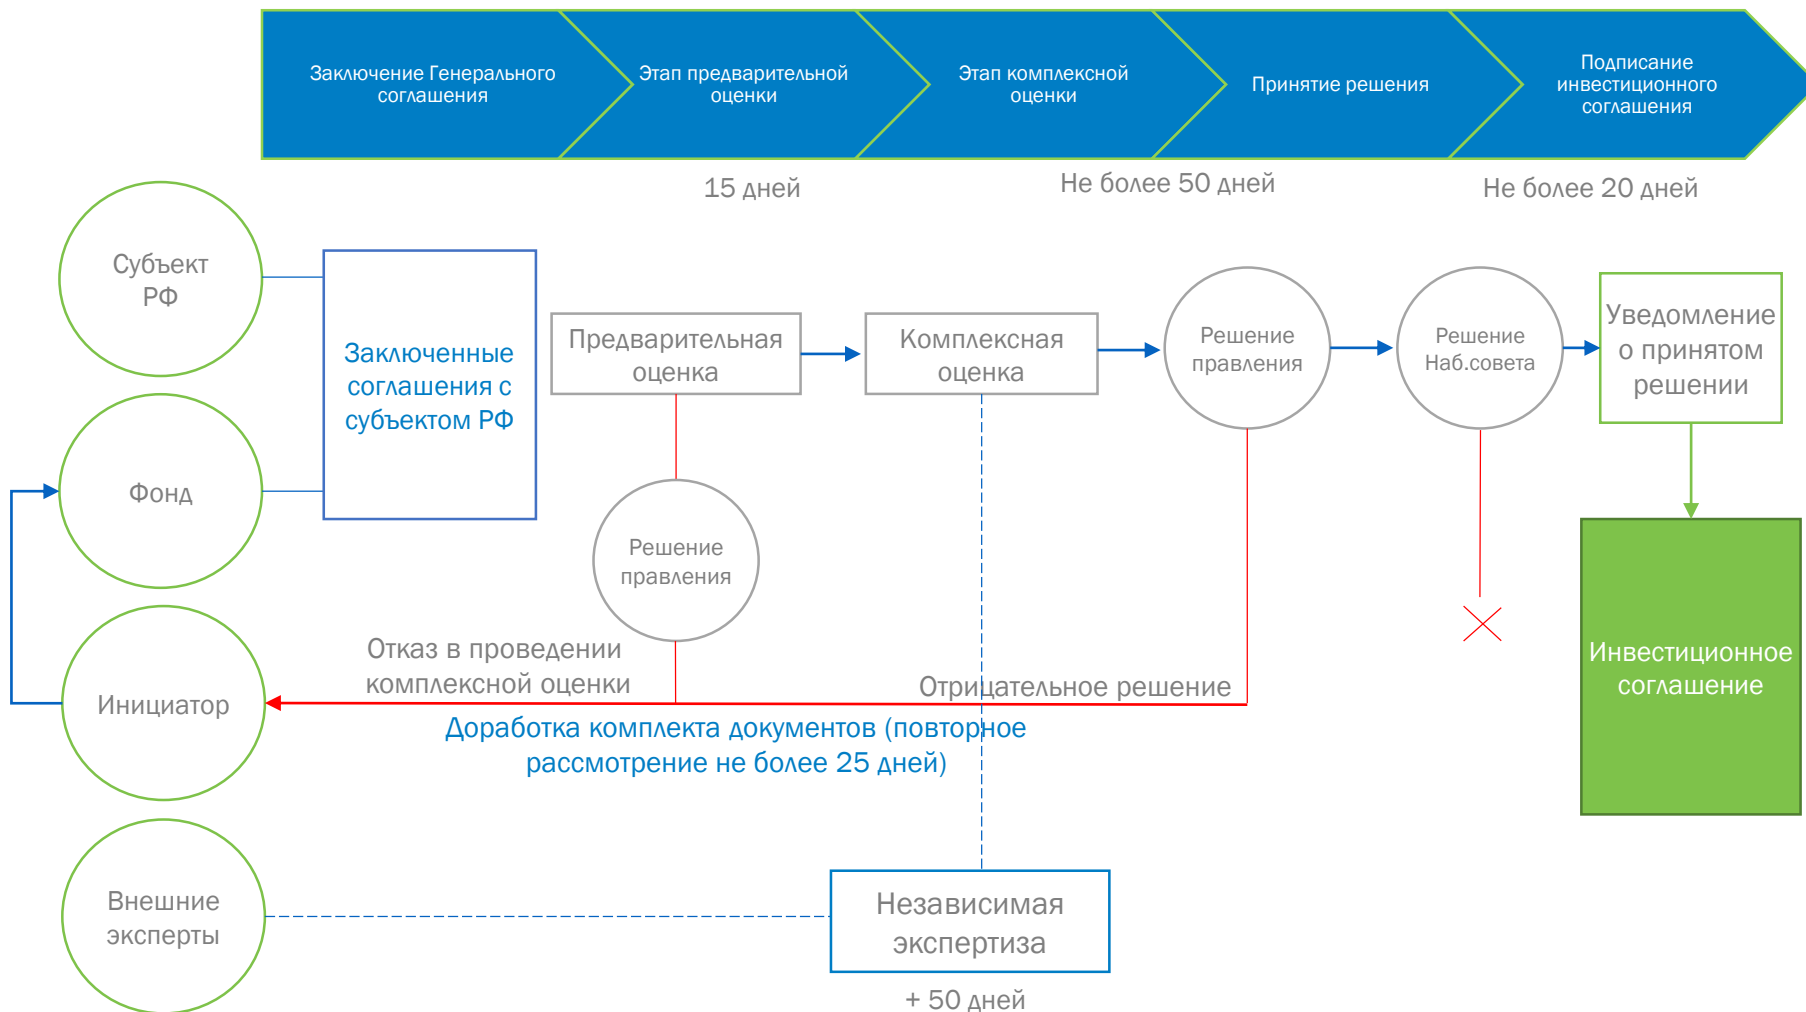 Заключение Генерального
соглашения
Этап предварительной
оценки
Этап комплексной
оценки
Принятие решения
Подписание
инвестиционного
соглашения
15 дней
Не более 50 дней
Не более 20 дней
Субъект
РФ
Заключенные
соглашения с
субъектом РФ
Предварительная
оценка
Комплексная
оценка
Решение
правления
Решение
Наб.совета
Уведомление
о принятом
решении
Фонд
Решение
правления
Отказ в проведении
комплексной оценки
Отрицательное решение
Инициатор
Доработка комплекта документов (повторное
рассмотрение не более 25 дней)
Инвестиционное
соглашение
Внешние
эксперты
Независимая
экспертиза
+ 50 дней